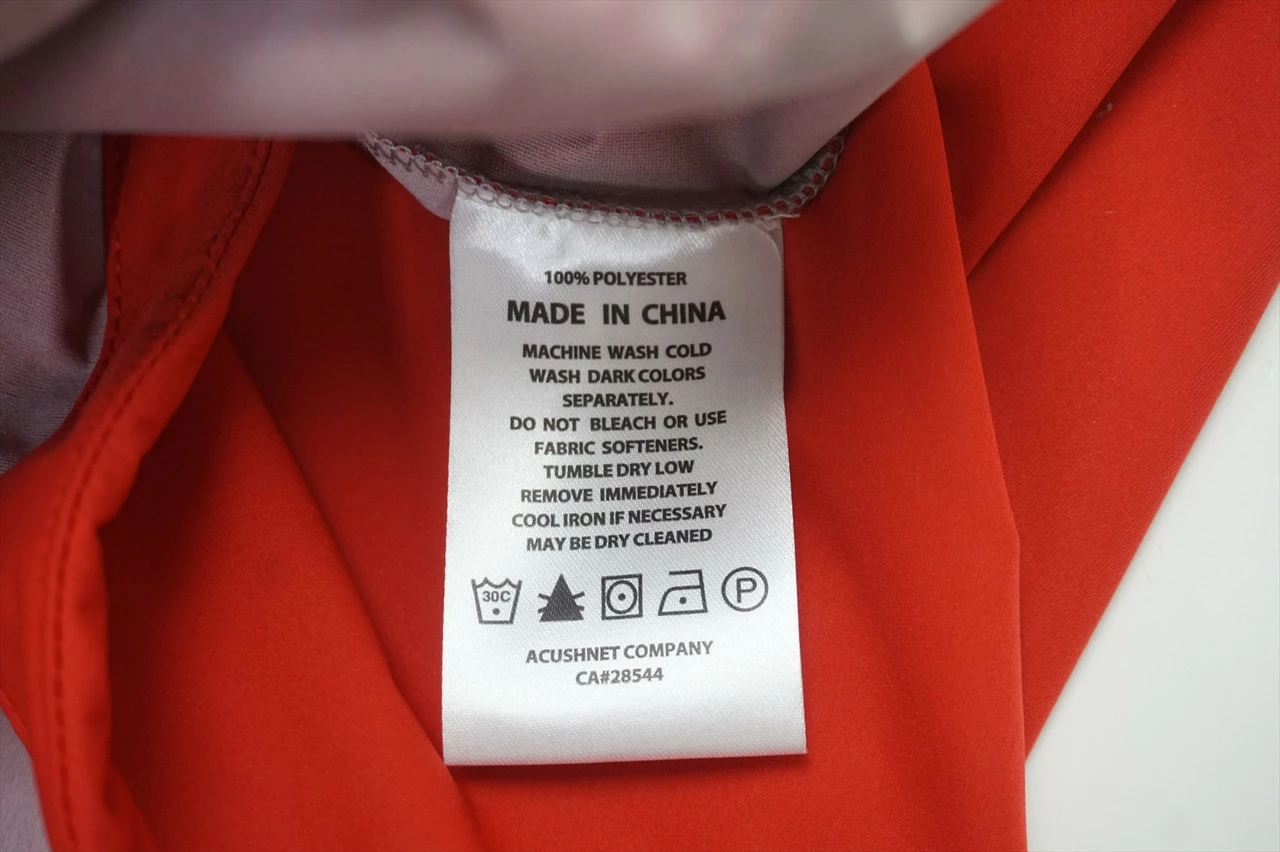 100% POLYESTER
MADE IN CHINA
MACHINE WASH COLD
WASH DARK COLORS
SEPARATELY.
DO NOT BLEACH OR USE
FABRIC SOFTENERS.
TUMBLE DRY LOW
REMOVE IMMEDIATELY
COOL IRON IF NECESSARY
MAY BE DRY CLEANED
30C P
ACUSHNET COMPANY
CA#28544